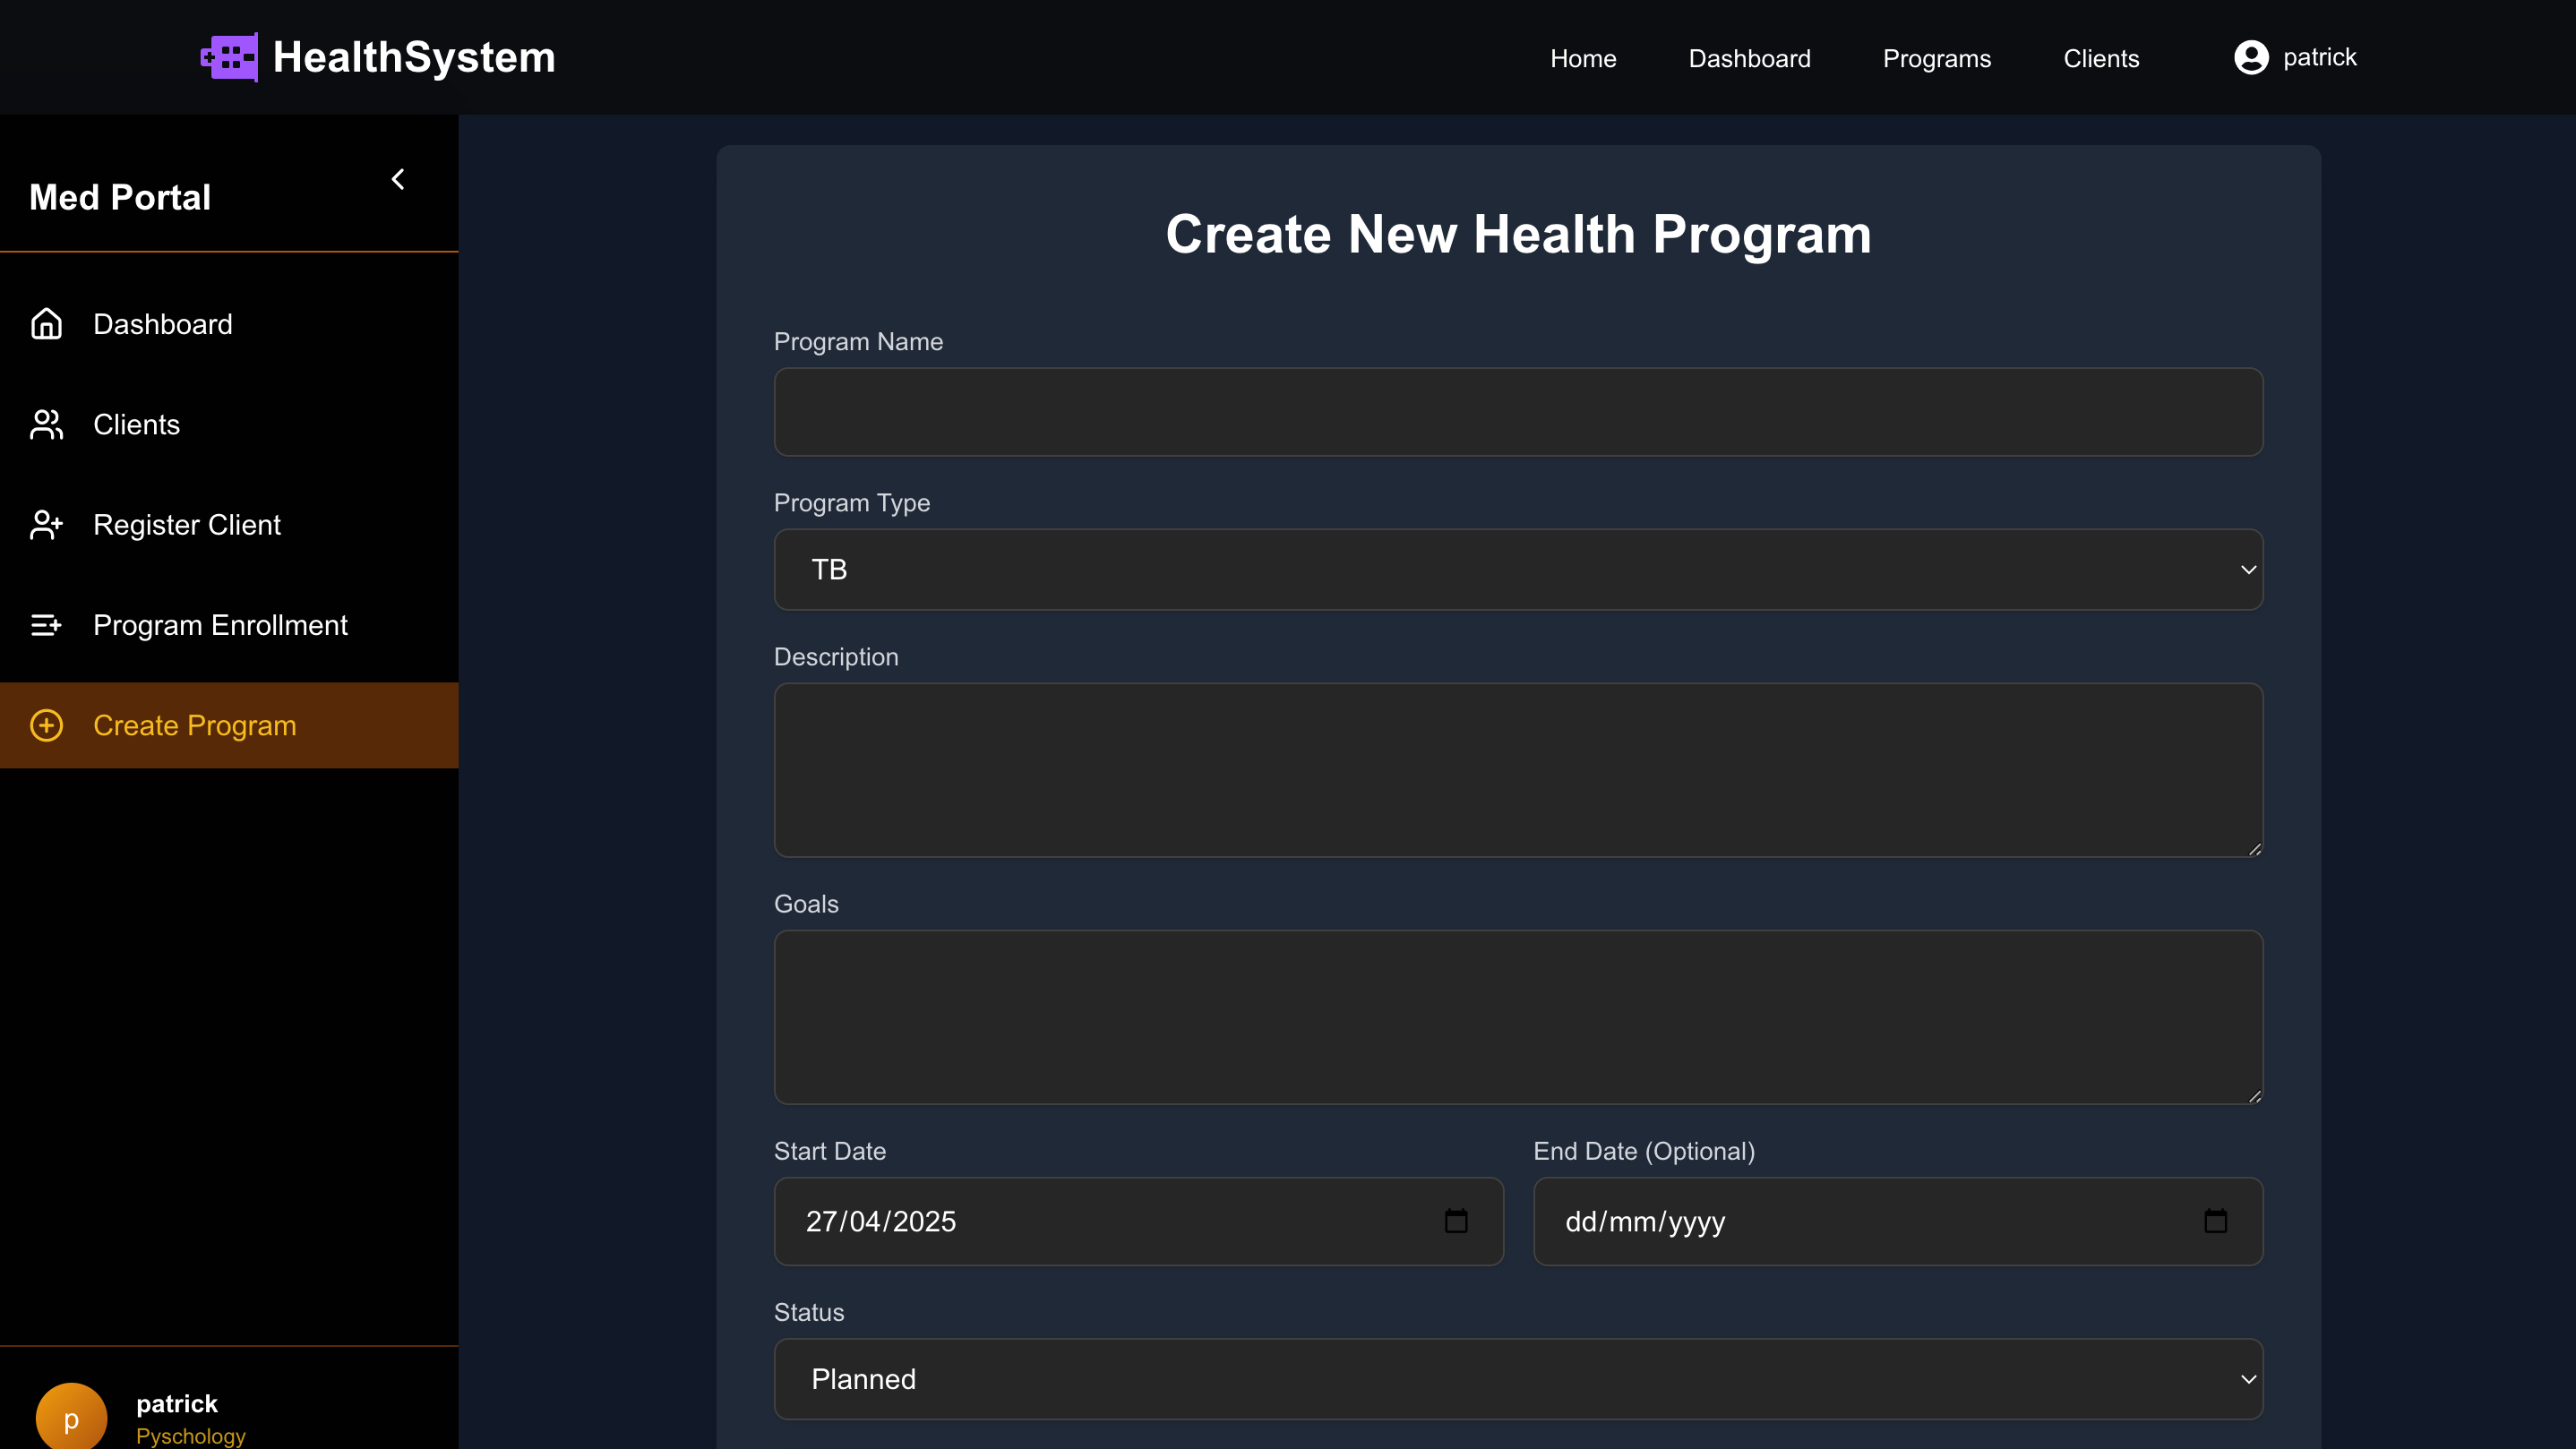 HealthSystem
Home Dashboard Programs Clients patrick
Med Portal
Dashboard
Clients
Register Client
Program Enrollment
Create Program
patrick
Pyschology
p
Create New Health Program
Program Name
Program Type
TB
Description
Goals
Start Date End Date (Optional)
27/04/2025 dd/mm/yyyy
Status
Planned